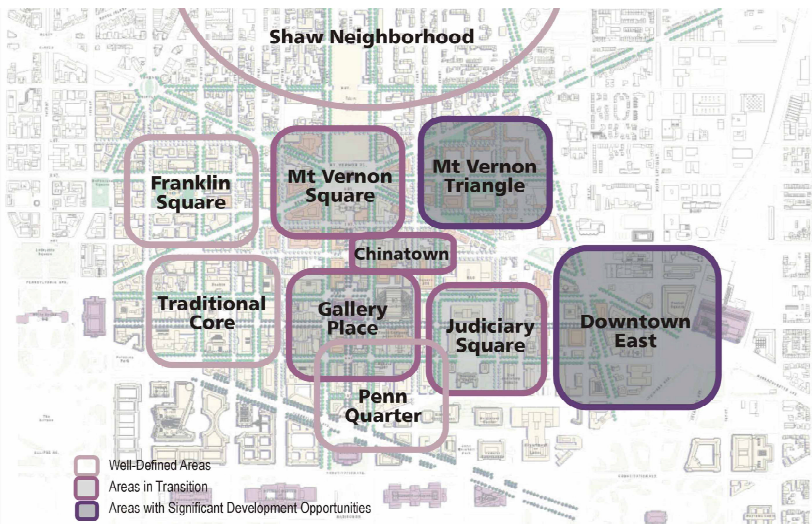 Shaw Neighborhood
Franklin
Square
Mt Vernon
Square
Mt Vernon
Triangle
Chinatown
Traditional
Core
Gallery
Place
Judiciary
Square
Downtown
East
Penn
Quarter
Well-Defined Areas
Areas in Transition
Areas with Significant Development Opportunities